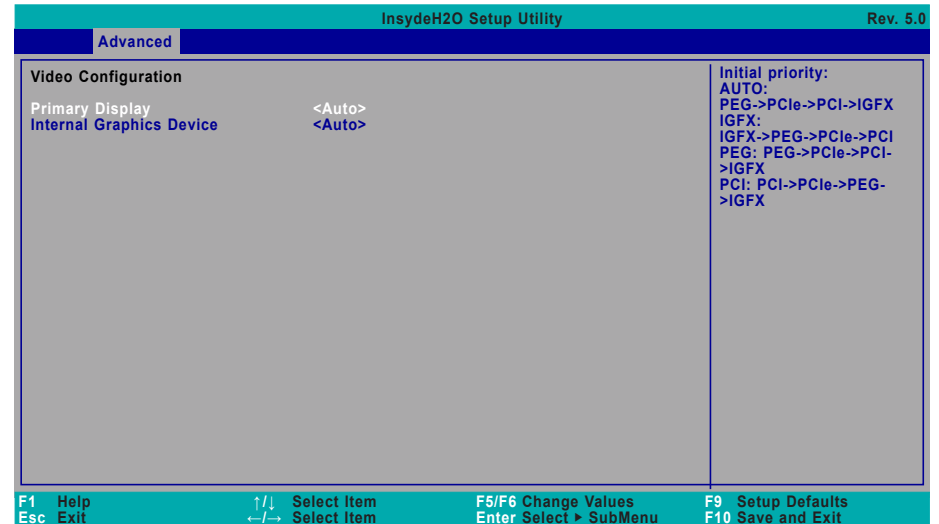 InsydeH2O Setup Utility Rev. 5.0
Advanced
Video Configuration
Primary Display <Auto>
Internal Graphics Device <Auto>
Initial priority:
AUTO:
PEG->PCIe->PCI->IGFX
IGFX:
IGFX->PEG->PCIe->PCI
PEG: PEG->PCIe->PCI-
>IGFX
PCI: PCI->PCIe->PEG-
>IGFX
F1 Help ↑/↓ Select Item F5/F6 Change Values F9 Setup Defaults
Esc Exit ←/→ Select Item Enter Select ▶ SubMenu F10 Save and Exit